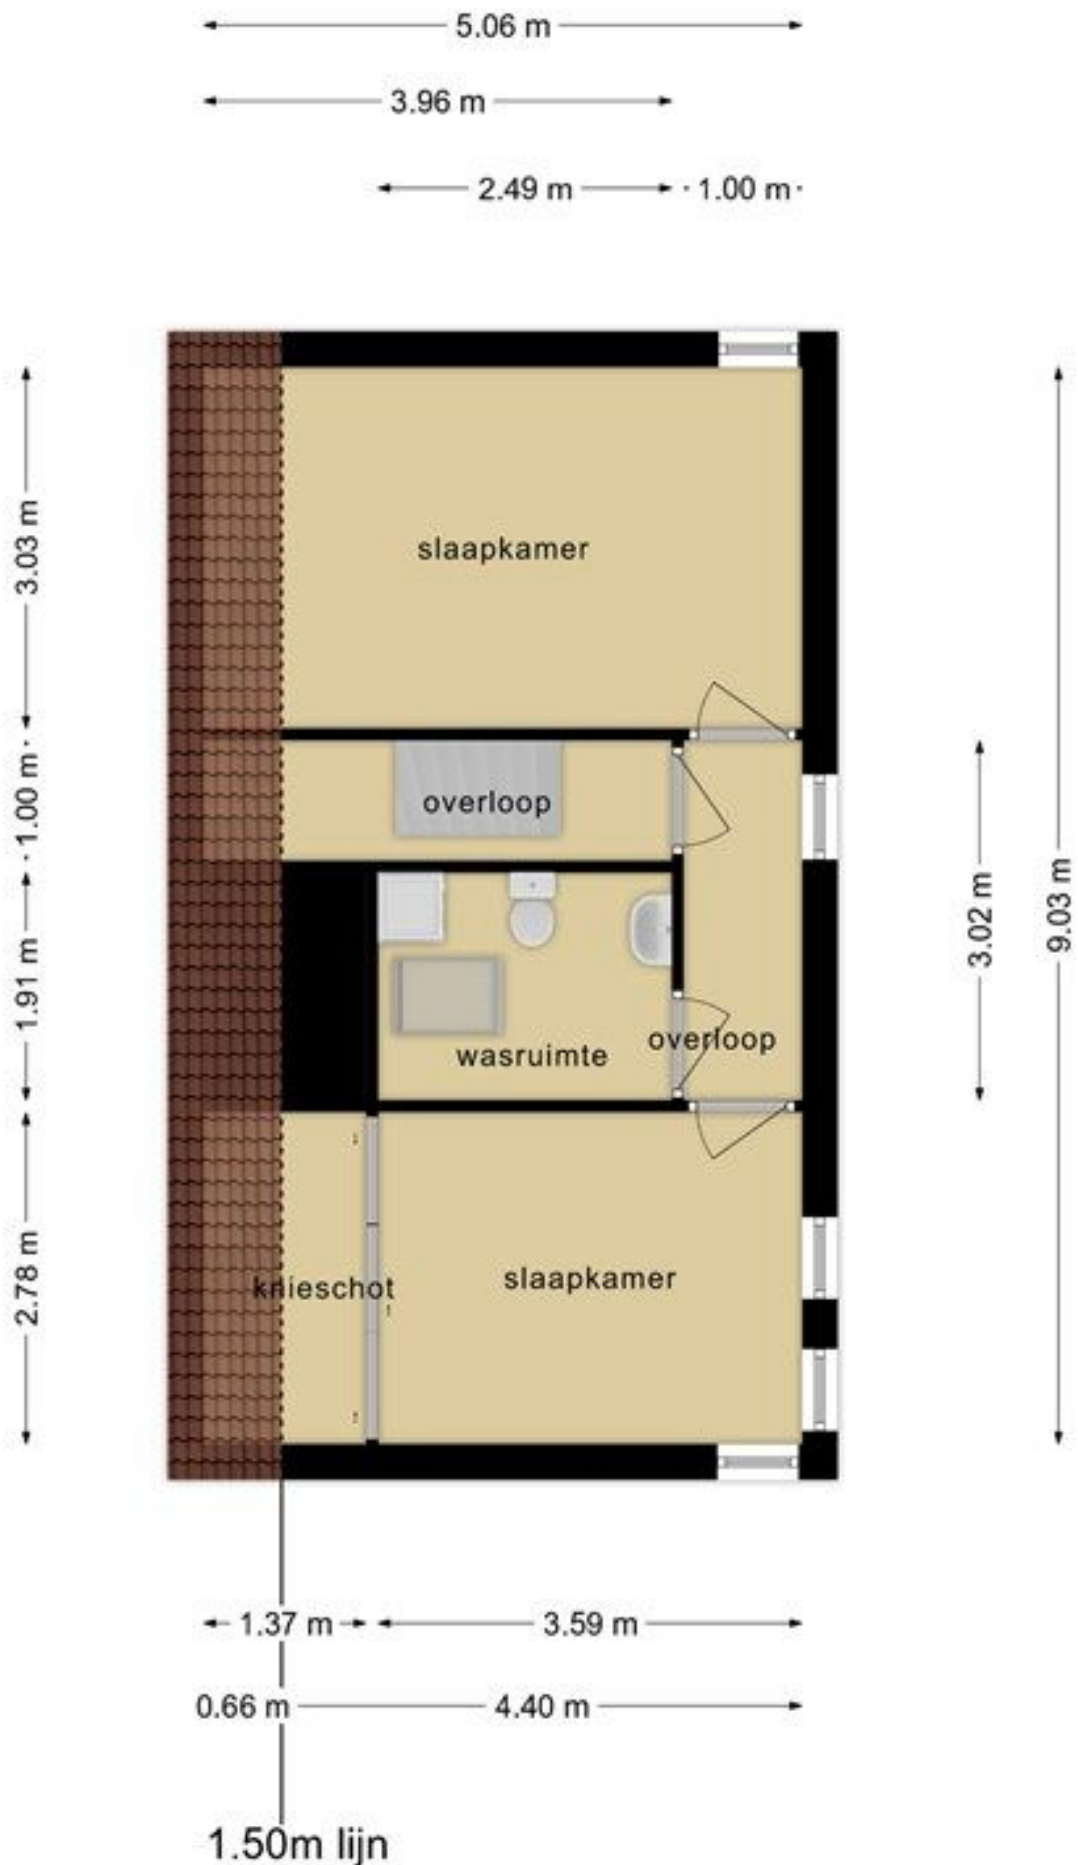 5.06 m
3.96 m
2.49 m
1.00 m
3.03 m
1.00 m
1.91 m
2.78 m
slaapkamer
overloop
wasruimte
overloop
knieschot
slaapkamer
3.02 m
9.03 m
1.37 m
3.59 m
0.66 m
4.40 m
1.50m lijn